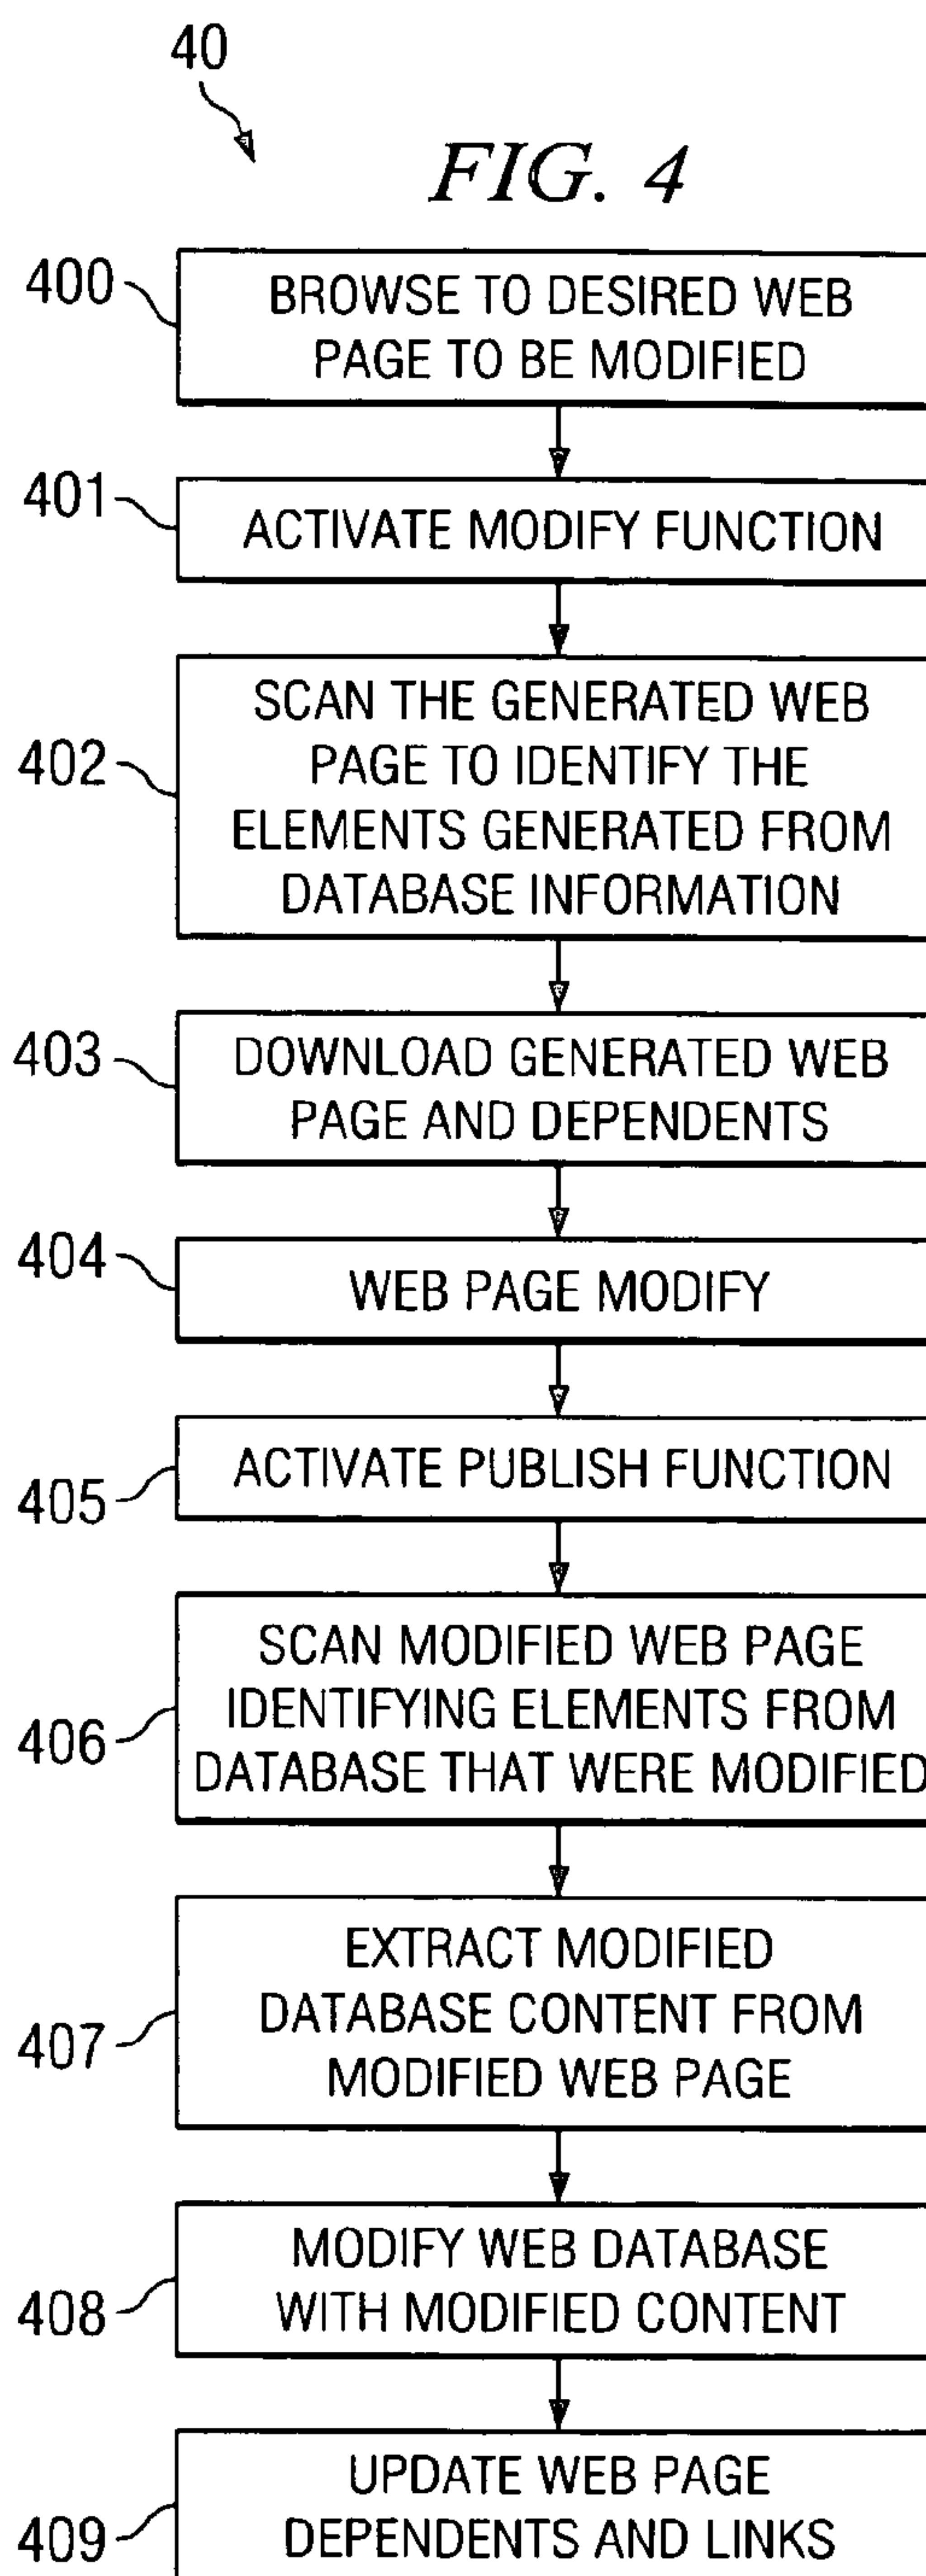 40
FIG. 4
400
BROWSE TO DESIRED WEB
PAGE TO BE MODIFIED
401
ACTIVATE MODIFY FUNCTION
402
SCAN THE GENERATED WEB
PAGE TO IDENTIFY THE
ELEMENTS GENERATED FROM
DATABASE INFORMATION
403
DOWNLOAD GENERATED WEB
PAGE AND DEPENDENTS
404
WEB PAGE MODIFY
405
ACTIVATE PUBLISH FUNCTION
406
SCAN MODIFIED WEB PAGE
IDENTIFYING ELEMENTS FROM
DATABASE THAT WERE MODIFIED
407
EXTRACT MODIFIED
DATABASE CONTENT FROM
MODIFIED WEB PAGE
408
MODIFY WEB DATABASE
WITH MODIFIED CONTENT
409
UPDATE WEB PAGE
DEPENDENTS AND LINKS